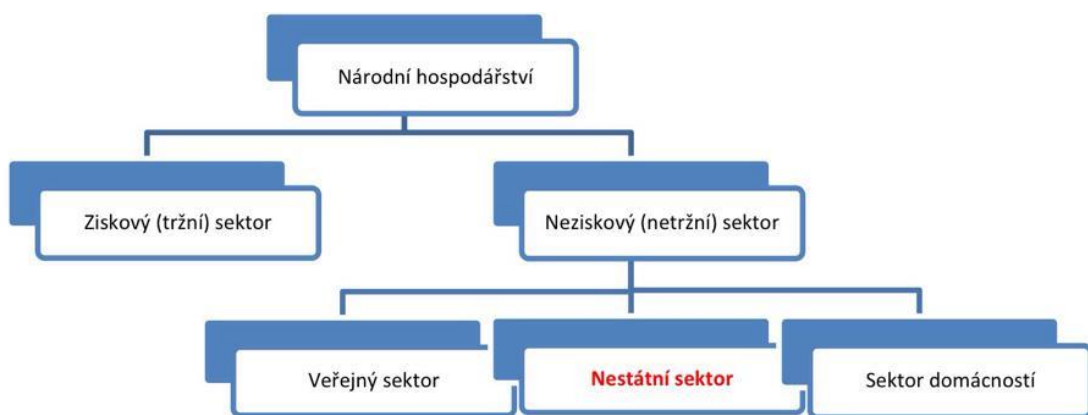 Národní hospodářství
Ziskový (tržní) sektor
Neziskový (netržní) sektor
Veřejný sektor
Nestátní sektor
Sektor domácností